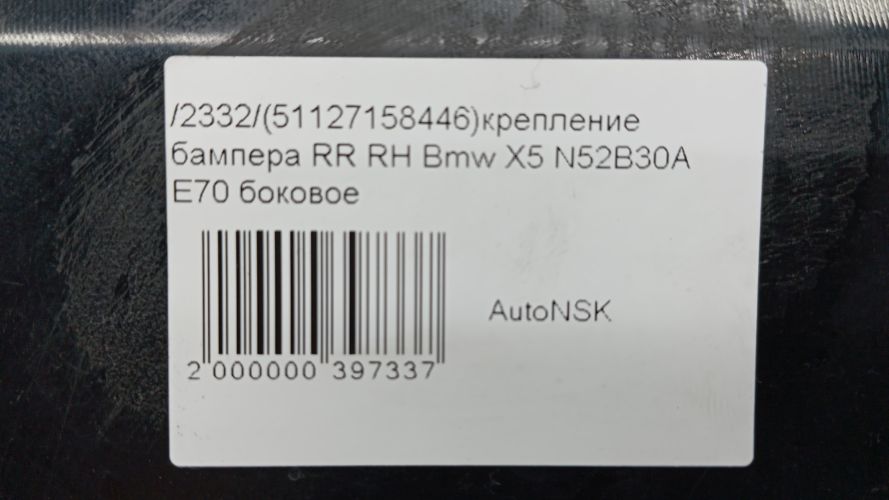 /2332/(51127158446)крепление
бампера RR RH Bmw X5 N52B30A
E70 боковое
AutoNSK
2 000000 397337